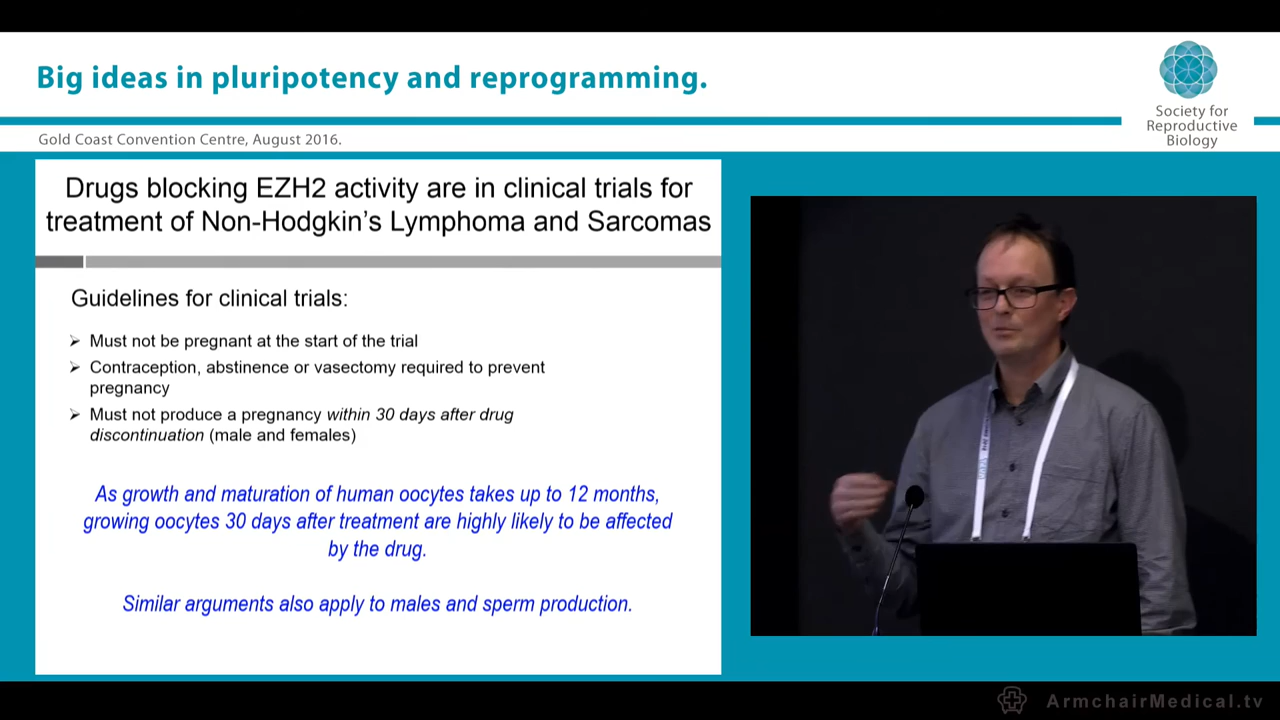 Big ideas in pluripotency and reprogramming.
Society for
Reproductive
Biology
Gold Coast Convention Centre, August 2016.
Drugs blocking EZH2 activity are in clinical trials for
treatment of Non-Hodgkin's Lymphoma and Sarcomas
Guidelines for clinical trials:
➢ Must not be pregnant at the start of the trial
➢ Contraception, abstinence or vasectomy required to prevent
pregnancy
➢ Must not produce a pregnancy within 30 days after drug
discontinuation (male and females)
As growth and maturation of human oocytes takes up to 12 months,
growing oocytes 30 days after treatment are highly likely to be affected
by the drug.
Similar arguments also apply to males and sperm production.
ArmchairMedical.tv